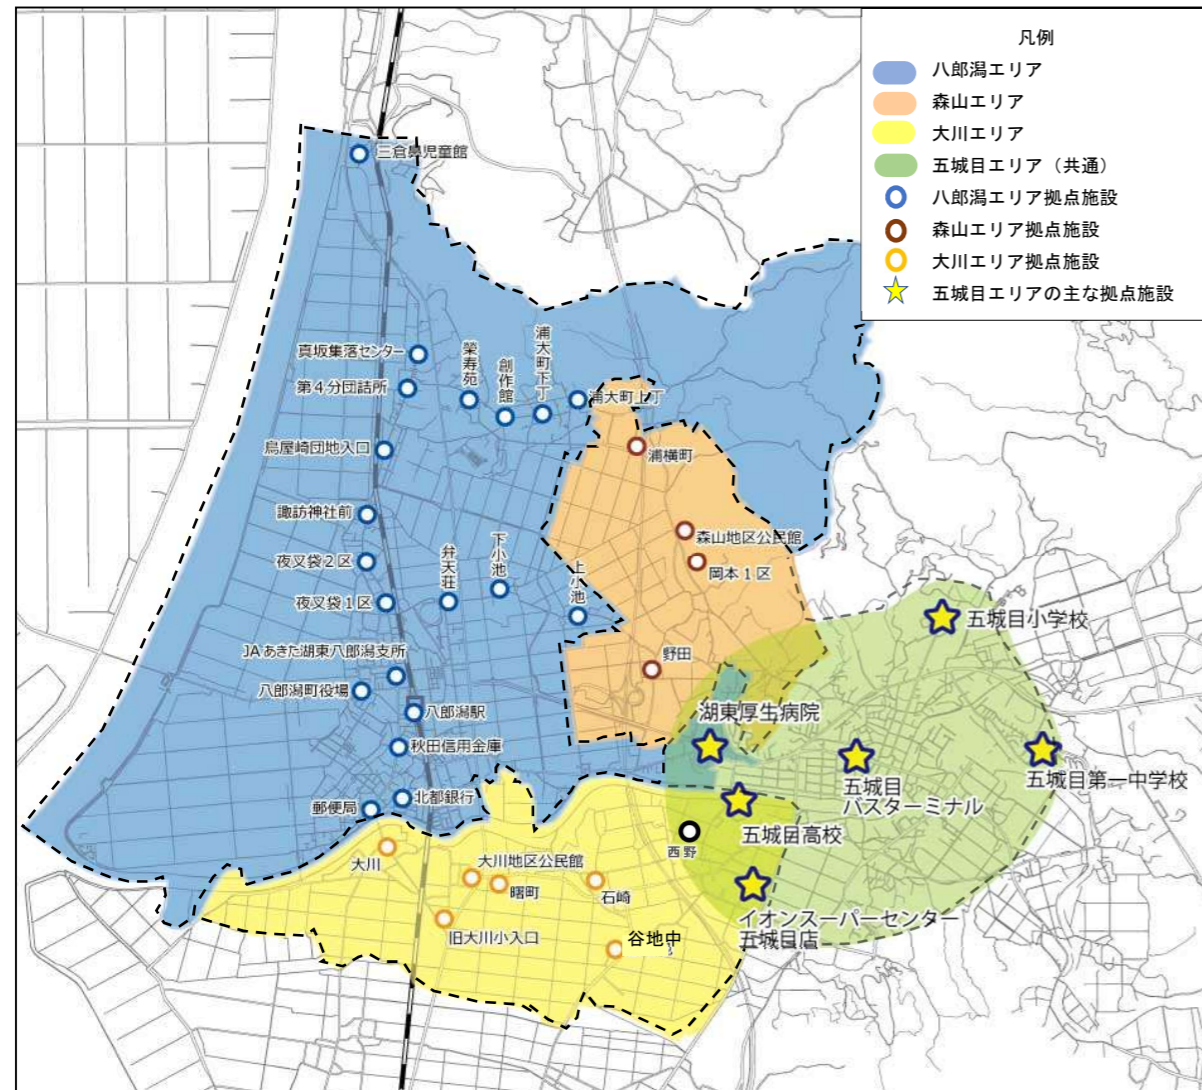 凡例
八郎潟エリア
森山エリア
大川エリア
五城目エリア（共通）
八郎潟エリア拠点施設
森山エリア拠点施設
大川エリア拠点施設
五城目エリアの主な拠点施設
三倉鼻児童館
真坂集落センター
第４分団詰所
榮寿苑
創作館
浦大町下丁
浦大町上丁
鳥屋崎団地入口
浦横町
諏訪神社前
森山地区公民館
夜叉袋２区
岡本１区
弁天荘
下小池
上小池
夜叉袋１区
五城目小学校
JAあきた湖東八郎潟支所
野田
八郎潟町役場
八郎潟駅
湖東厚生病院
秋田信用金庫
五城目
バスターミナル
五城目第一中学校
北都銀行
郵便局
五城目高校
西野
大川
大川地区公民館
曙町
石崎
旧大川小入口
イオンスーパーセンター
五城目店
谷地中